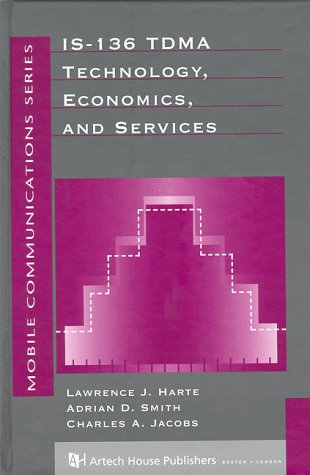 IS-136 TDMA
TECHNOLOGY,
ECONOMICS,
AND SERVICES
MOBILE COMMUNICATIONS SERIES
LAWRENCE J. HARTE
ADRIAN D. SMITH
CHARLES A. JACOBS
Artech House Publishers
BOSTON • LONDON